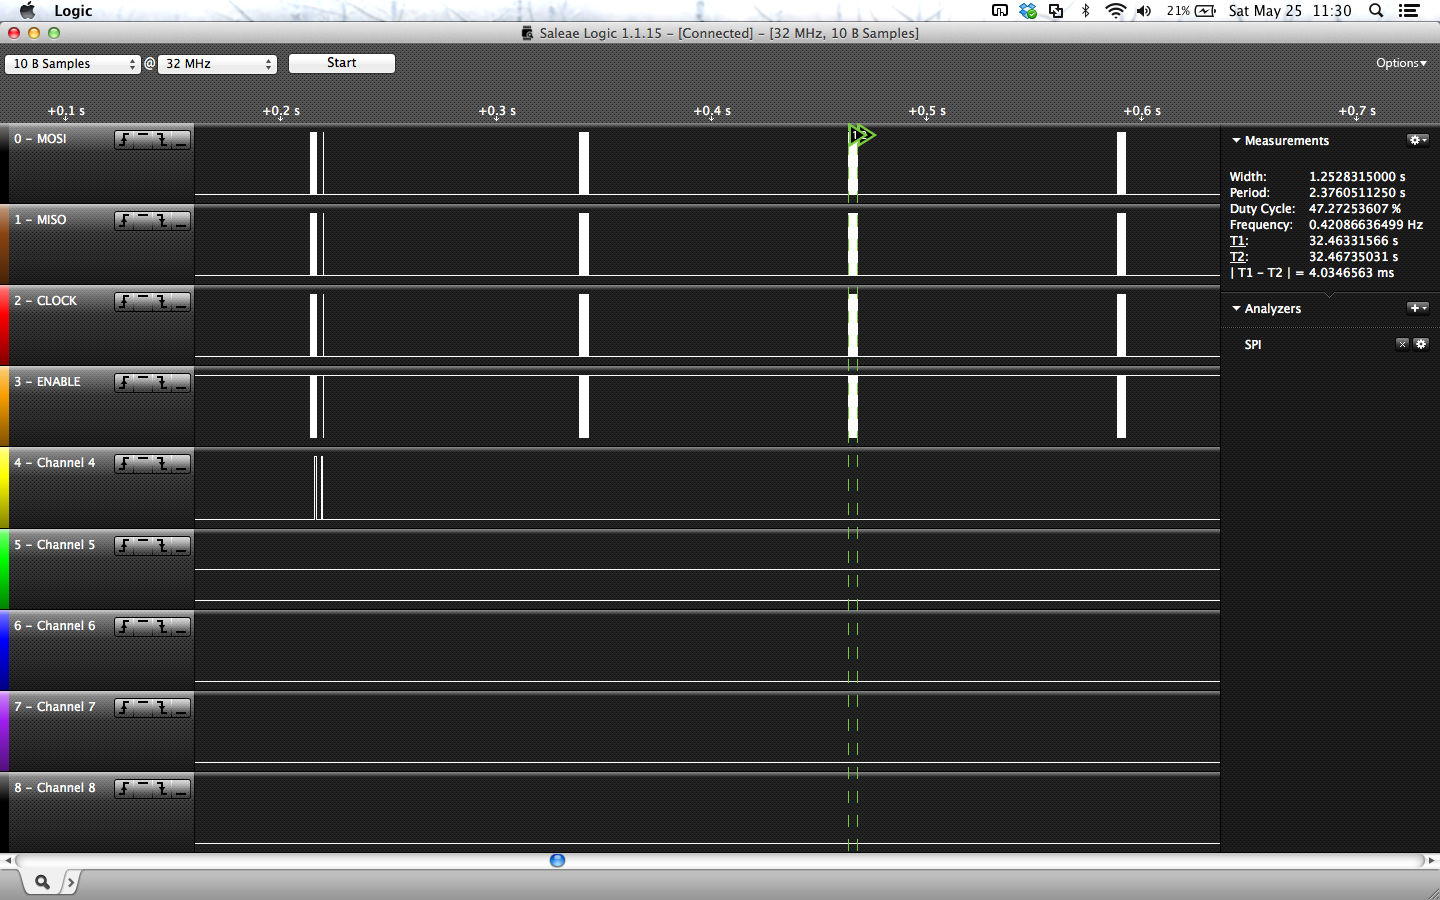 Logic 21% Sat May 25 11:30
Saleae Logic 1.1.15 – [Connected] – [32 MHz, 10 B Samples]
10 B Samples @ 32 MHz Start Options
+0.1 s +0.2 s +0.3 s +0.4 s +0.5 s +0.6 s +0.7 s
0 – MOSI
1 2
1 – MISO
2 – CLOCK
3 – ENABLE
4 – Channel 4
5 – Channel 5
6 – Channel 6
7 – Channel 7
8 – Channel 8
Measurements
Width: 1.2528315000 s
Period: 2.3760511250 s
Duty Cycle: 47.27253607 %
Frequency: 0.42086636499 Hz
T1: 32.46331566 s
T2: 32.46735031 s
| T1 – T2 | = 4.0346563 ms
Analyzers
SPI